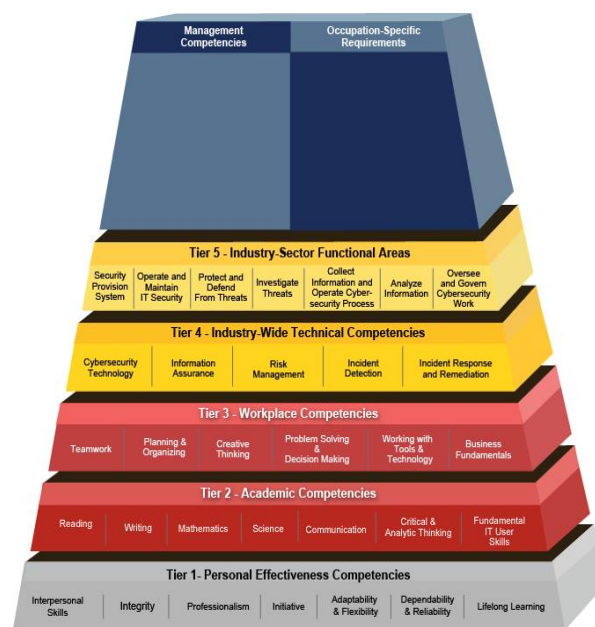 Management
Competencies
Occupation-Specific
Requirements
Tier 5 - Industry-Sector Functional Areas
Security
Provision
System
Operate and
Maintain
IT Security
Protect and
Defend
From Threats
Investigate
Threats
Collect
Information and
Operate Cyber-
security Process
Analyze
Information
Oversee
and Govern
Cybersecurity
Work
Tier 4 - Industry-Wide Technical Competencies
Cybersecurity
Technology
Information
Assurance
Risk
Management
Incident
Detection
Incident Response
and Remediation
Tier 3 - Workplace Competencies
Teamwork
Planning &
Organizing
Creative
Thinking
Problem Solving
&
Decision Making
Working with
Tools &
Technology
Business
Fundamentals
Tier 2 - Academic Competencies
Reading
Writing
Mathematics
Science
Communication
Critical &
Analytic Thinking
Fundamental
IT User
Skills
Tier 1- Personal Effectiveness Competencies
Interpersonal
Skills
Integrity
Professionalism
Initiative
Adaptability
& Flexibility
Dependability
& Reliability
Lifelong Learning